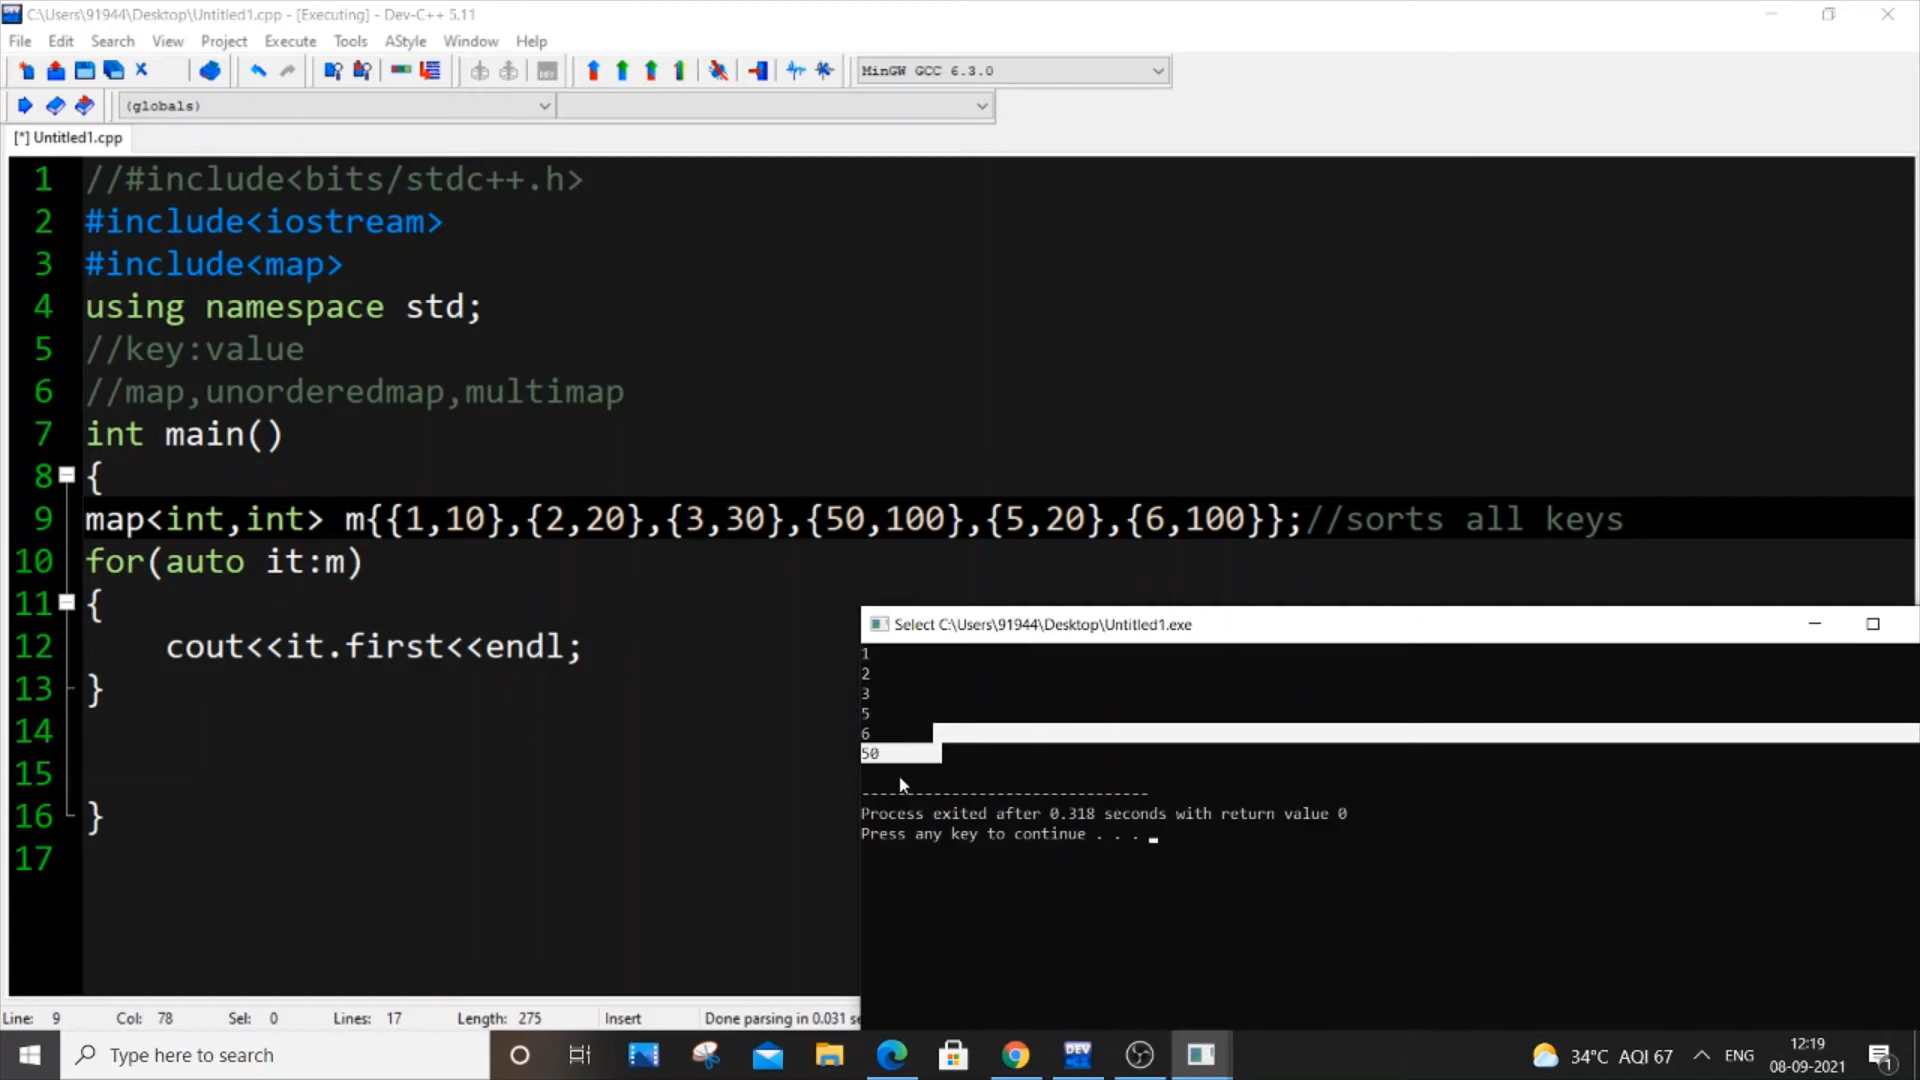 C:\Users\91944\Desktop\Untitled1.cpp - [Executing] - Dev-C++ 5.11
File Edit Search View Project Execute Tools AStyle Window Help
MinGW GCC 6.3.0
(globals)
[*] Untitled1.cpp
1 //#include<bits/stdc++.h>
2 #include<iostream>
3 #include<map>
4 using namespace std;
5 //key:value
6 //map,unorderedmap,multimap
7 int main()
8 {
9 map<int,int> m{{1,10},{2,20},{3,30},{50,100},{5,20},{6,100}};//sorts all keys
10 for(auto it:m)
11 {
12 cout<<it.first<<endl;
13 }
14
15
16 }
17
Select C:\Users\91944\Desktop\Untitled1.exe
1
2
3
5
6
50
--------------------------------
Process exited after 0.318 seconds with return value 0
Press any key to continue . . .
Line: 9 Col: 78 Sel: 0 Lines: 17 Length: 275 Insert Done parsing in 0.031 se
Type here to search
DEV
34°C AQI 67
ENG
12:19
08-09-2021
1